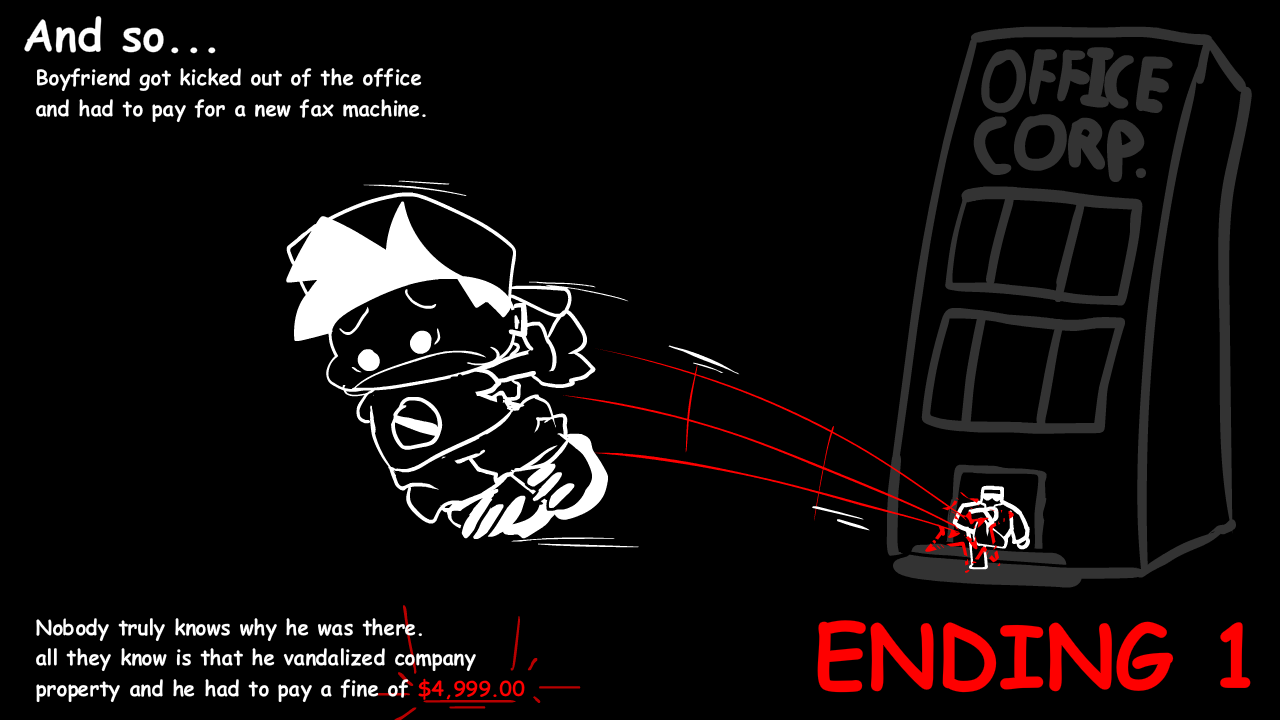 And so...
Boyfriend got kicked out of the office
and had to pay for a new fax machine.
OFFICE
CORP.
Nobody truly knows why he was there.
all they know is that he vandalized company
property and he had to pay a fine of $4,999.00
ENDING 1